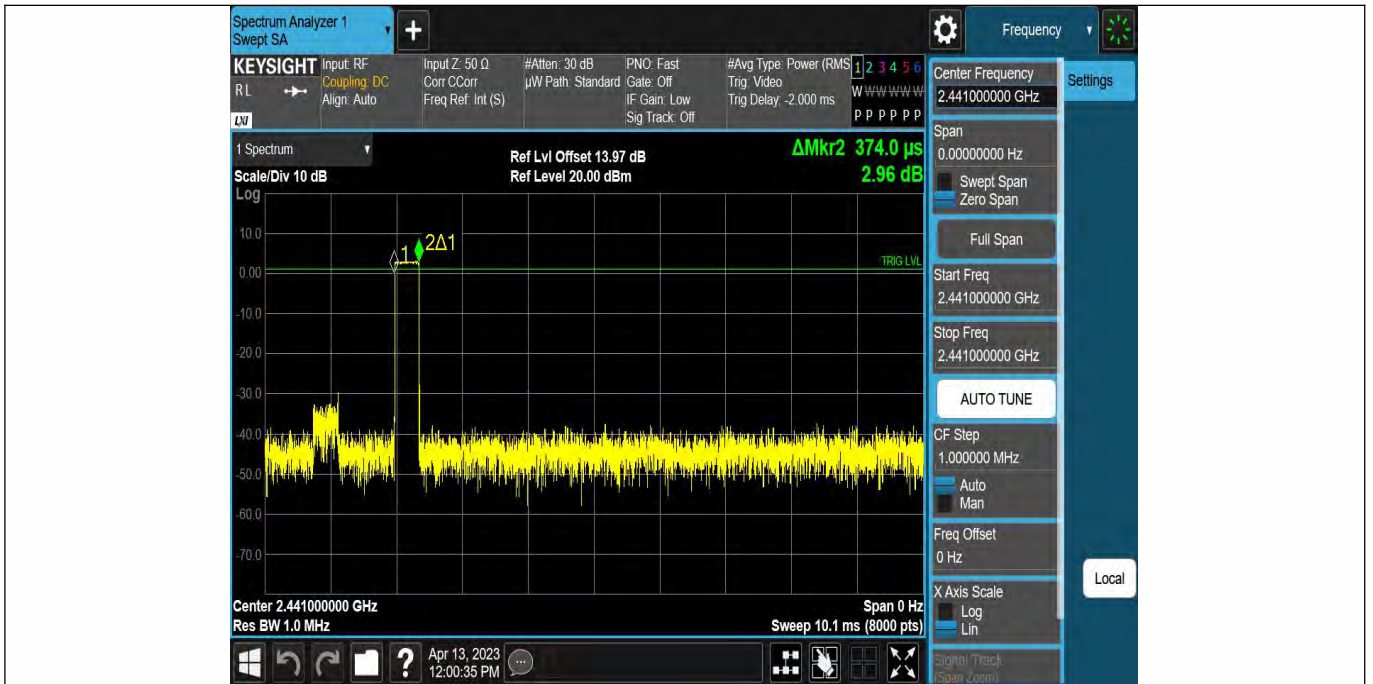 Spectrum Analyzer 1
Swept SA
+
Frequency
KEYSIGHT
RL
LXI
Input: RF
Coupling: DC
Align: Auto
Input Z: 50 Ω
Corr CCorr
Freq Ref: Int (S)
#Atten: 30 dB
µW Path: Standard
PNO: Fast
Gate: Off
IF Gain: Low
Sig Track: Off
#Avg Type: Power (RMS
Trig: Video
Trig Delay: -2.000 ms
1 2 3 4 5 6
W W W W W W
P P P P P P
1 Spectrum
Scale/Div 10 dB
Ref Lvl Offset 13.97 dB
Ref Level 20.00 dBm
ΔMkr2 374.0 µs
2.96 dB
Log
10.0
0.00
-10.0
-20.0
-30.0
-40.0
-50.0
-60.0
-70.0
1
2Δ1
TRIG LVL
Center 2.441000000 GHz
Res BW 1.0 MHz
Span 0 Hz
Sweep 10.1 ms (8000 pts)
Center Frequency
2.441000000 GHz
Settings
Span
0.00000000 Hz
Swept Span
Zero Span
Full Span
Start Freq
2.441000000 GHz
Stop Freq
2.441000000 GHz
AUTO TUNE
CF Step
1.000000 MHz
Auto
Man
Freq Offset
0 Hz
X Axis Scale
Log
Lin
Local
Signal Track
(Span Zoom)
?
Apr 13, 2023
12:00:35 PM